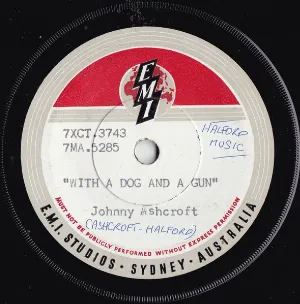 EMI
7XCT.3743
7MA.5285
HALFORD
MUSIC
"WITH A DOG AND A GUN"
Johnny Ashcroft
(ASHCROFT-HALFORD)
MUST NOT BE PUBLICLY PERFORMED WITHOUT EXPRESS PERMISSION
E.M.I. STUDIOS · SYDNEY · AUSTRALIA